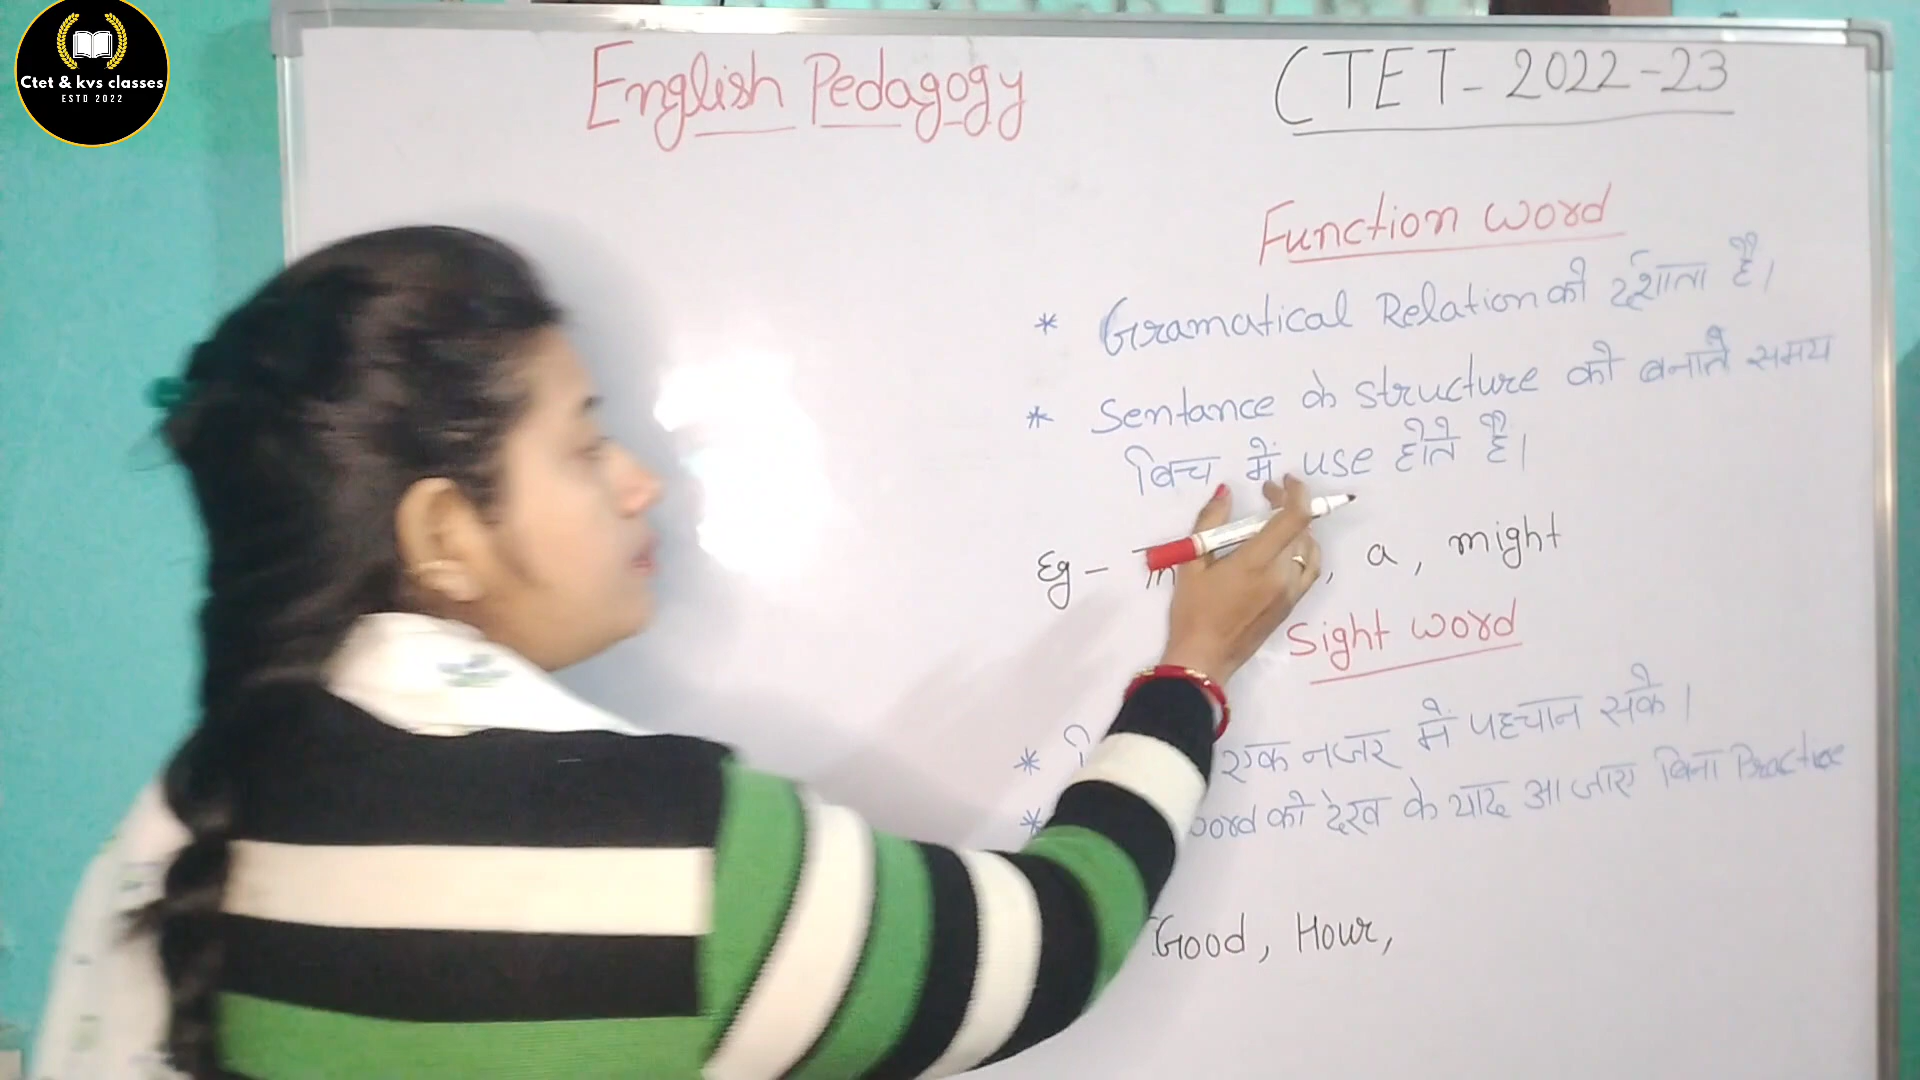 Ctet & kvs classes
ESTD 2022
English Pedagogy
CTET - 2022-23
Function word
* Gramatical Relation को दर्शाता है।
* Sentance के structure को बनाते समय
बिच में use होते है।
Eg - , a, might
Sight word
* एक नजर में पहचान सके।
* word को देख के याद आ जाए बिना Practice
Good, Hour,